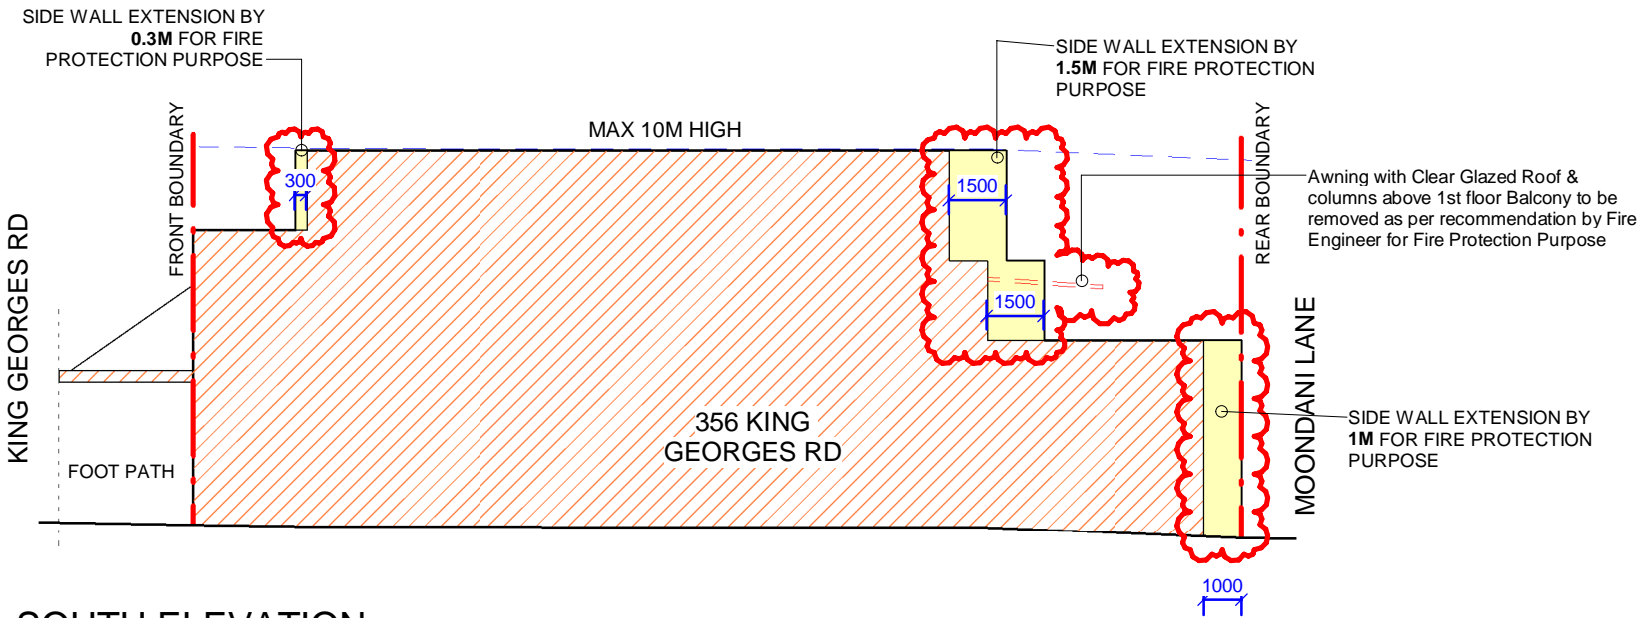 SIDE WALL EXTENSION BY
0.3M FOR FIRE
PROTECTION PURPOSE
SIDE WALL EXTENSION BY
1.5M FOR FIRE PROTECTION
PURPOSE
FRONT BOUNDARY
MAX 10M HIGH
REAR BOUNDARY
300
1500
Awning with Clear Glazed Roof &
columns above 1st floor Balcony to be
removed as per recommendation by Fire
Engineer for Fire Protection Purpose
KING GEORGES RD
1500
MOONDANI LANE
356 KING
GEORGES RD
SIDE WALL EXTENSION BY
1M FOR FIRE PROTECTION
PURPOSE
FOOT PATH
1000
SOUTH ELEVATION